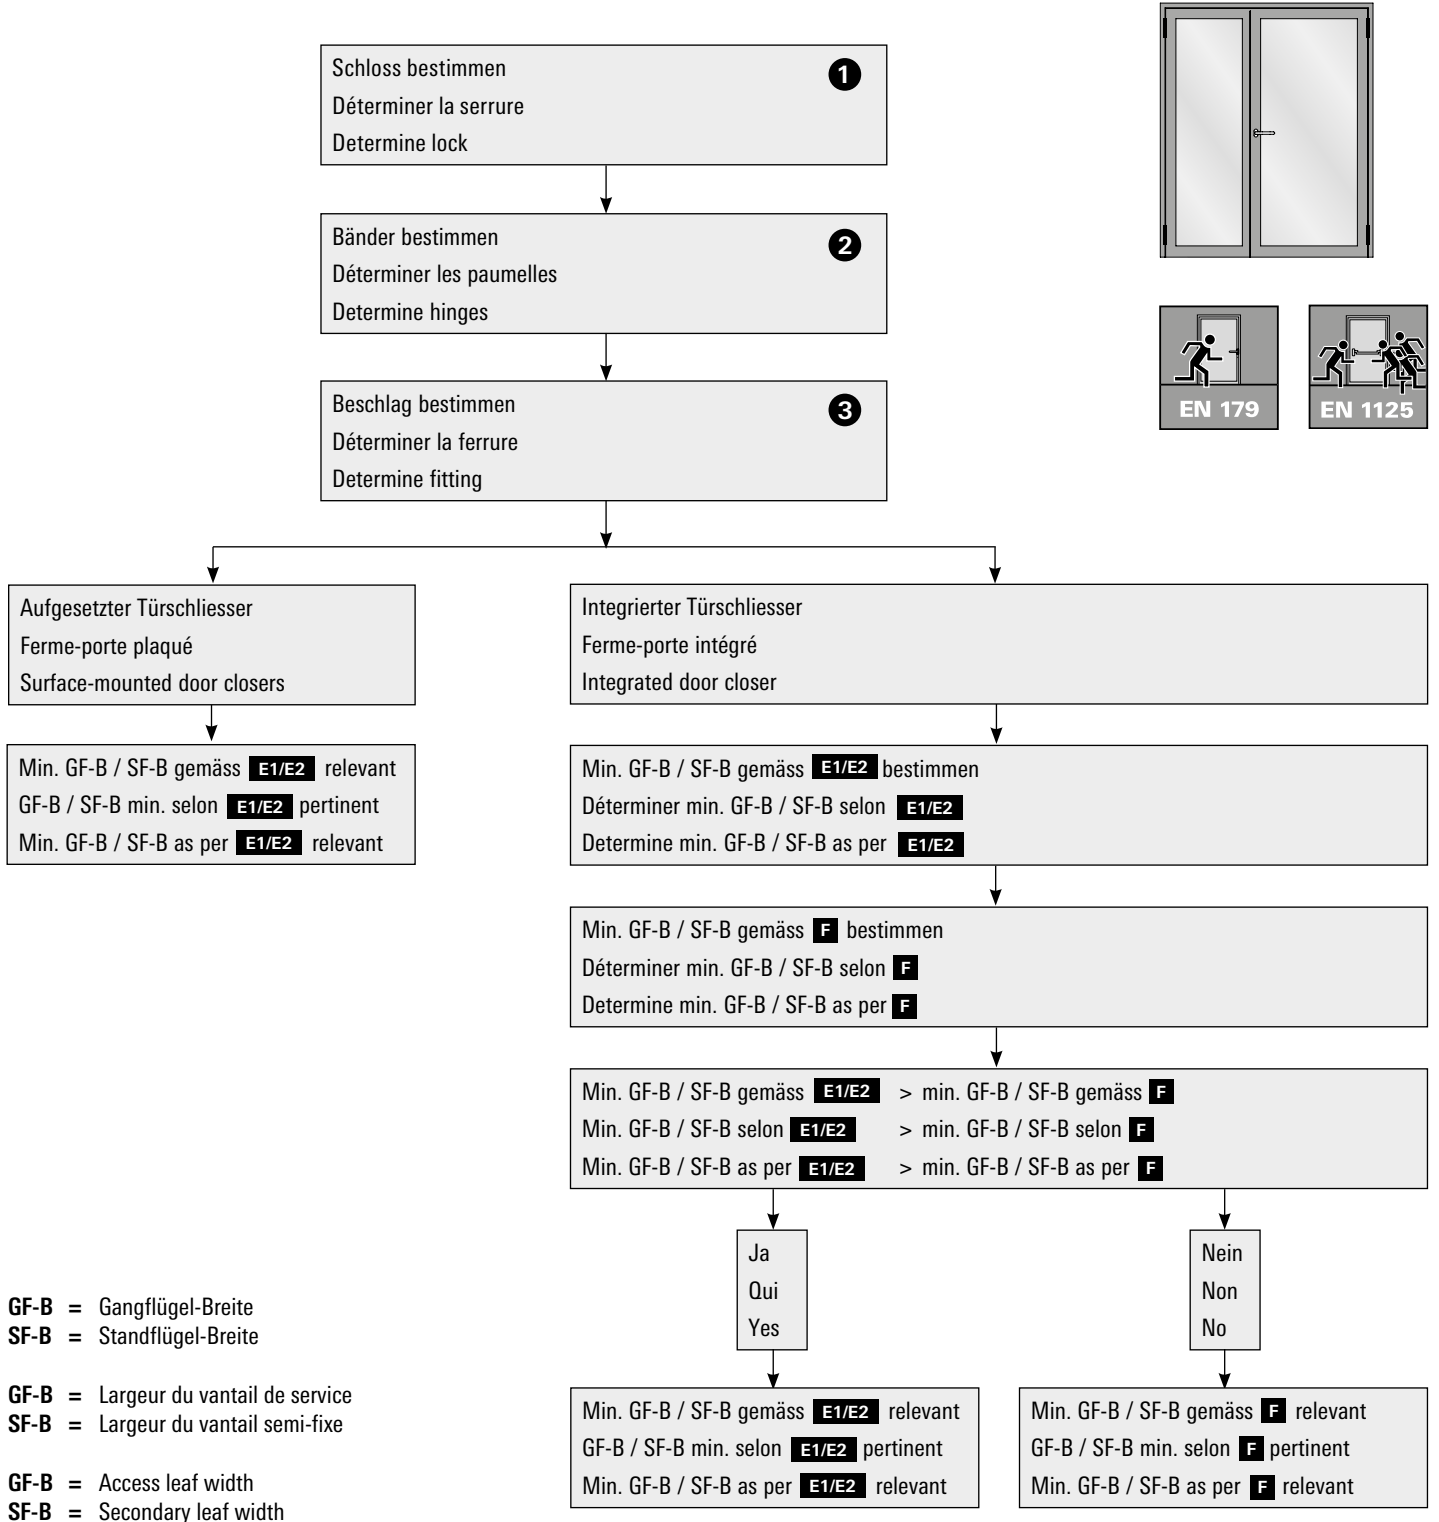 Schloss bestimmen
1
Déterminer la serrure
Determine lock
Bänder bestimmen
2
Déterminer les paumelles
Determine hinges
EN 179
EN 1125
Beschlag bestimmen
3
Déterminer la ferrure
Determine fitting
Aufgesetzter Türschliesser
Ferme-porte plaqué
Surface-mounted door closers
Integrierter Türschliesser
Ferme-porte intégré
Integrated door closer
Min. GF-B / SF-B gemäss E1/E2 relevant
GF-B / SF-B min. selon E1/E2 pertinent
Min. GF-B / SF-B as per E1/E2 relevant
Min. GF-B / SF-B gemäss E1/E2 bestimmen
Déterminer min. GF-B / SF-B selon E1/E2
Determine min. GF-B / SF-B as per E1/E2
Min. GF-B / SF-B gemäss F bestimmen
Déterminer min. GF-B / SF-B selon F
Determine min. GF-B / SF-B as per F
Min. GF-B / SF-B gemäss E1/E2 > min. GF-B / SF-B gemäss F
Min. GF-B / SF-B selon E1/E2 > min. GF-B / SF-B selon F
Min. GF-B / SF-B as per E1/E2 > min. GF-B / SF-B as per F
Ja
Qui
Yes
Nein
Non
No
Min. GF-B / SF-B gemäss E1/E2 relevant
GF-B / SF-B min. selon E1/E2 pertinent
Min. GF-B / SF-B as per E1/E2 relevant
Min. GF-B / SF-B gemäss F relevant
GF-B / SF-B min. selon F pertinent
Min. GF-B / SF-B as per F relevant
GF-B = Gangflügel-Breite
SF-B = Standflügel-Breite
GF-B = Largeur du vantail de service
SF-B = Largeur du vantail semi-fixe
GF-B = Access leaf width
SF-B = Secondary leaf width